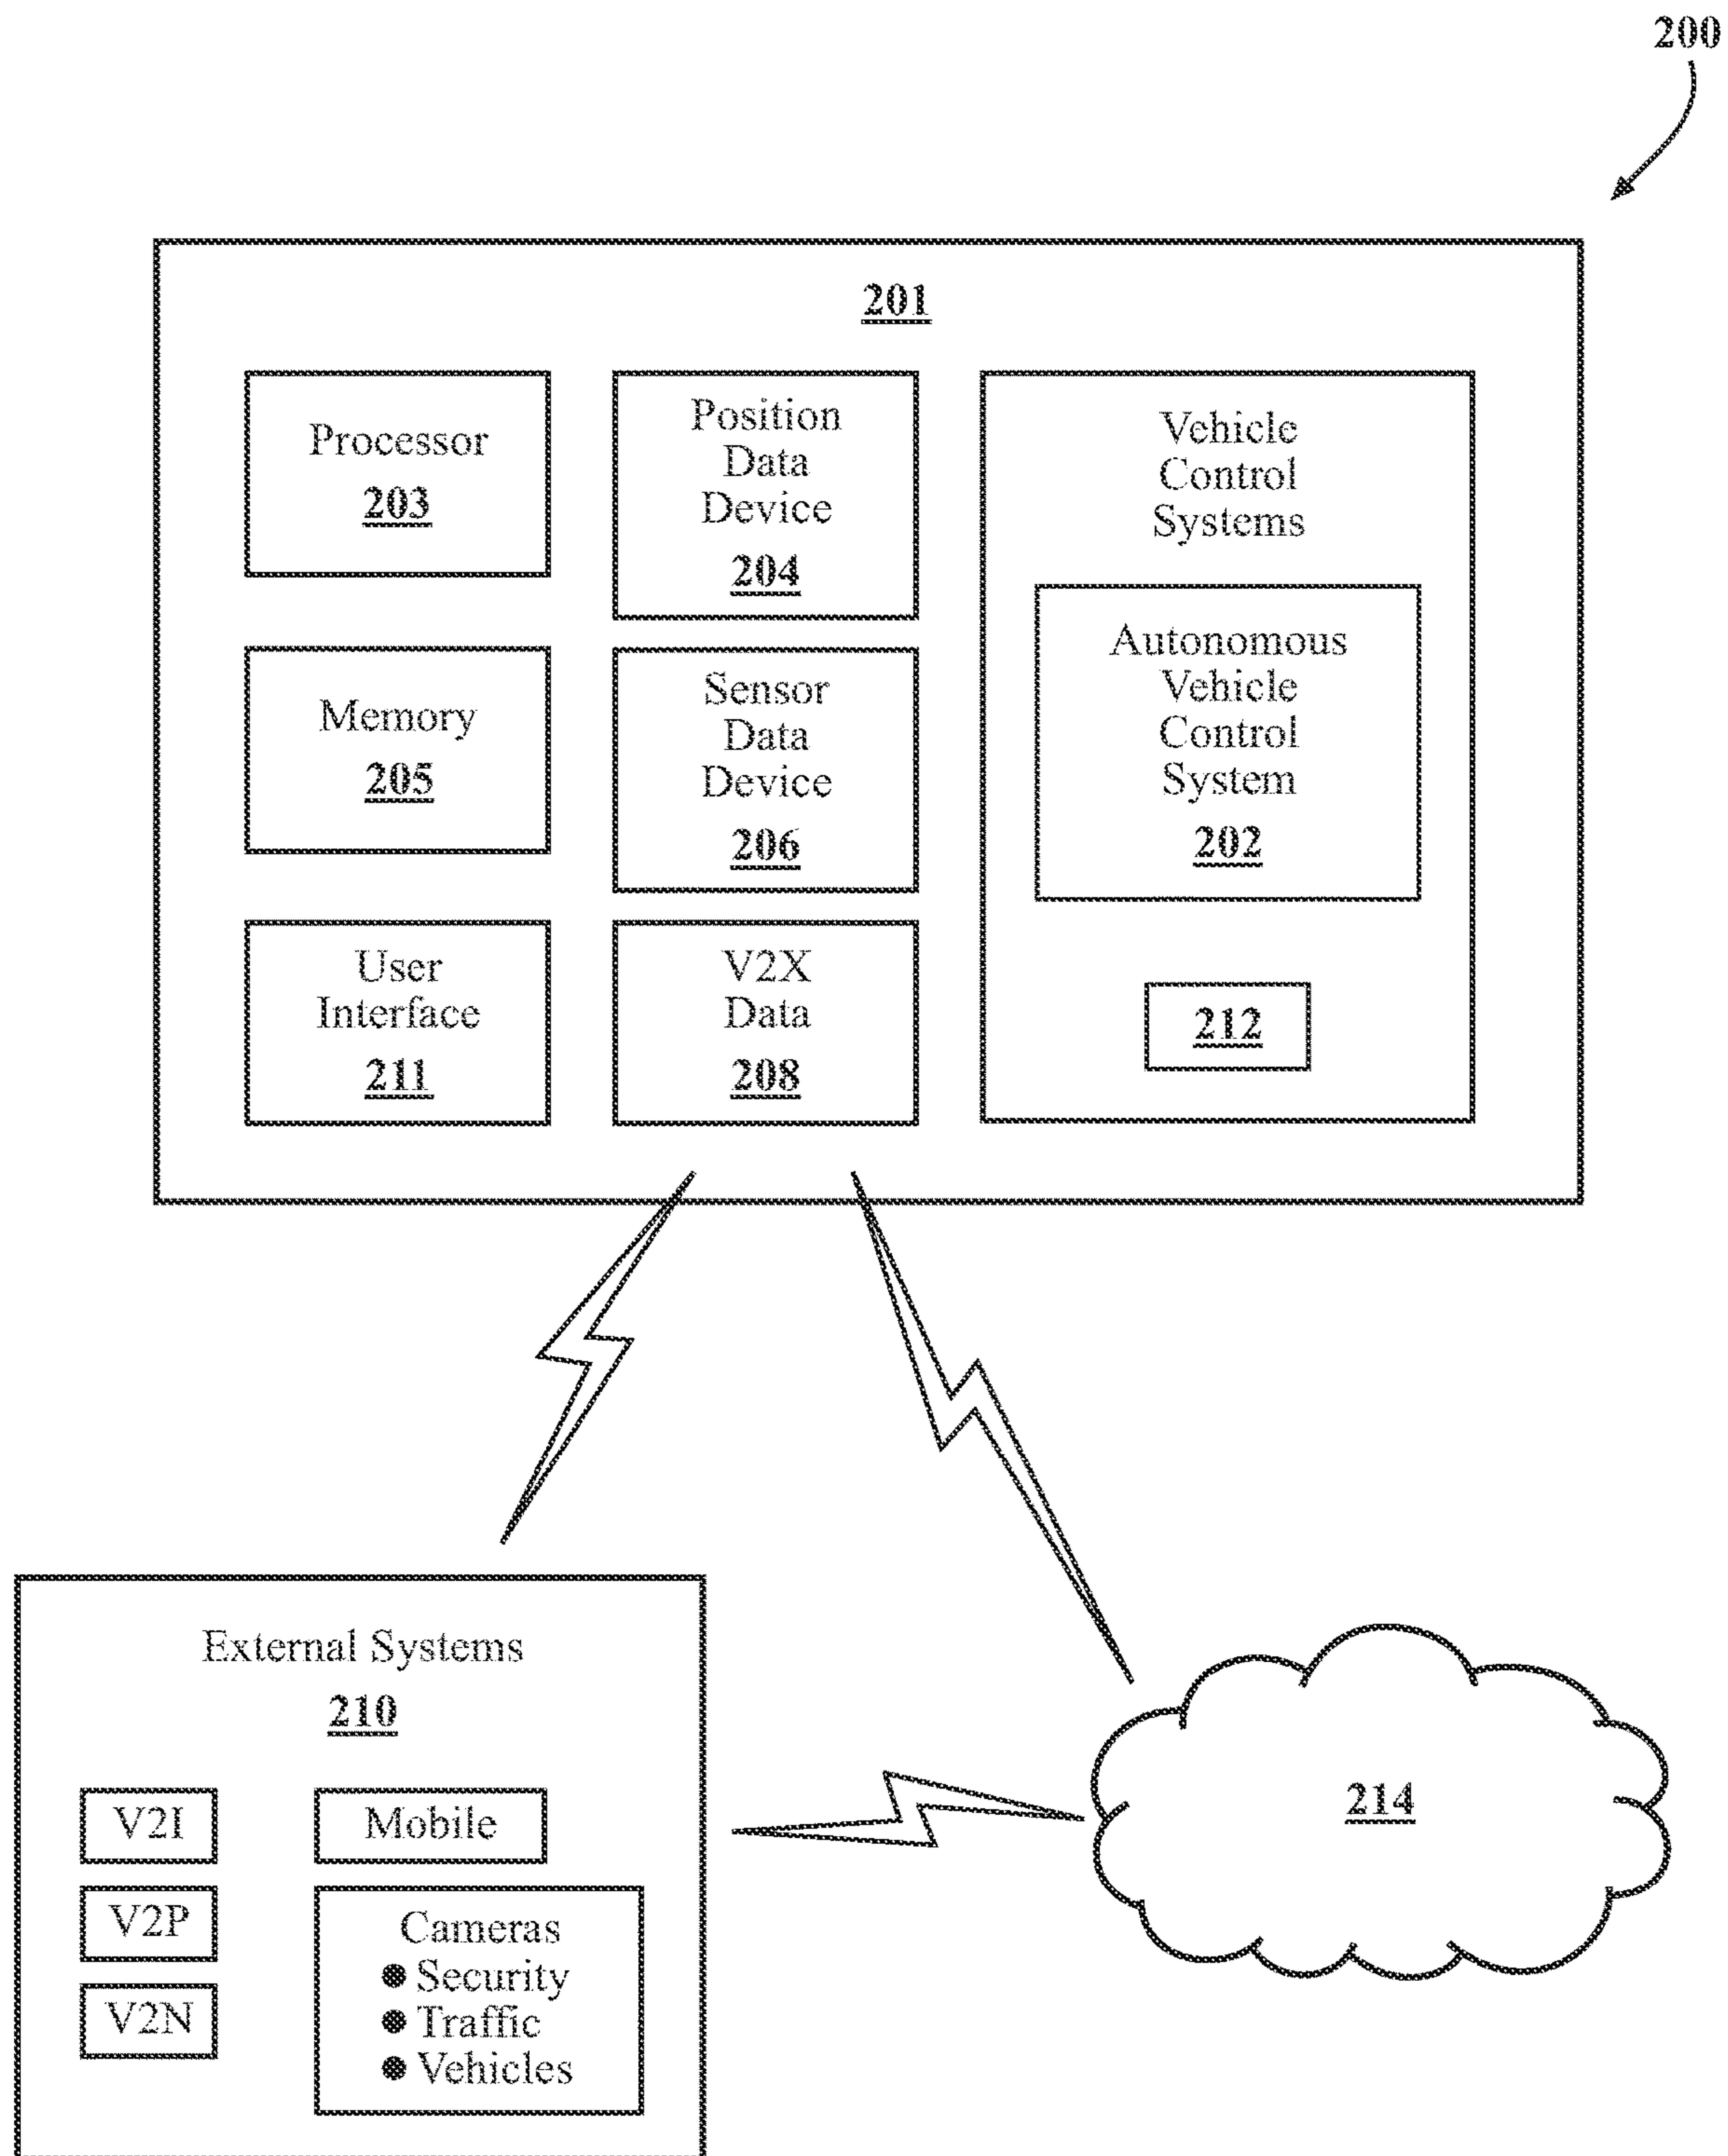 200
201
Processor
203
Position
Data
Device
204
Vehicle
Control
Systems
Memory
205
Sensor
Data
Device
206
Autonomous
Vehicle
Control
System
202
User
Interface
211
V2X
Data
208
212
External Systems
210
V2I
V2P
V2N
Mobile
Cameras
● Security
● Traffic
● Vehicles
214